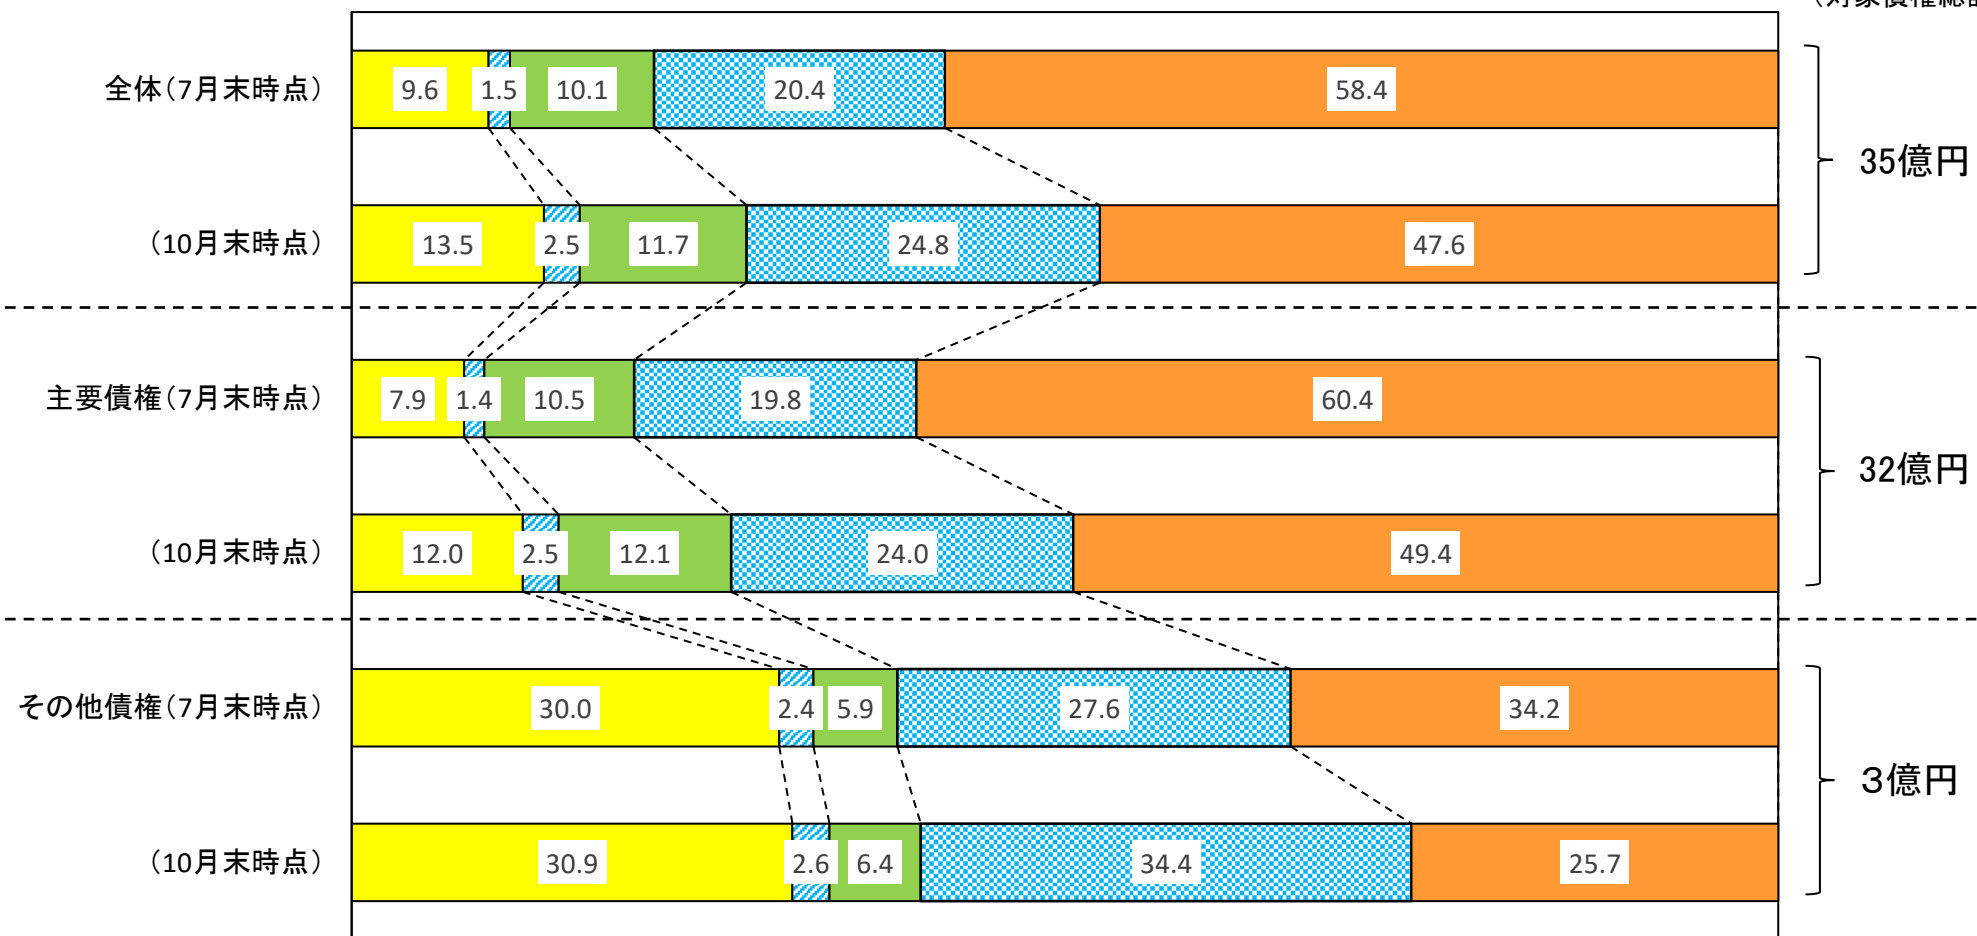 (対象債権総額
全体(7月末時点) 9.6 1.5 10.1 20.4 58.4
35億円
(10月末時点) 13.5 2.5 11.7 24.8 47.6
主要債権(7月末時点) 7.9 1.4 10.5 19.8 60.4
32億円
(10月末時点) 12.0 2.5 12.1 24.0 49.4
その他債権(7月末時点) 30.0 2.4 5.9 27.6 34.2
3億円
(10月末時点) 30.9 2.6 6.4 34.4 25.7